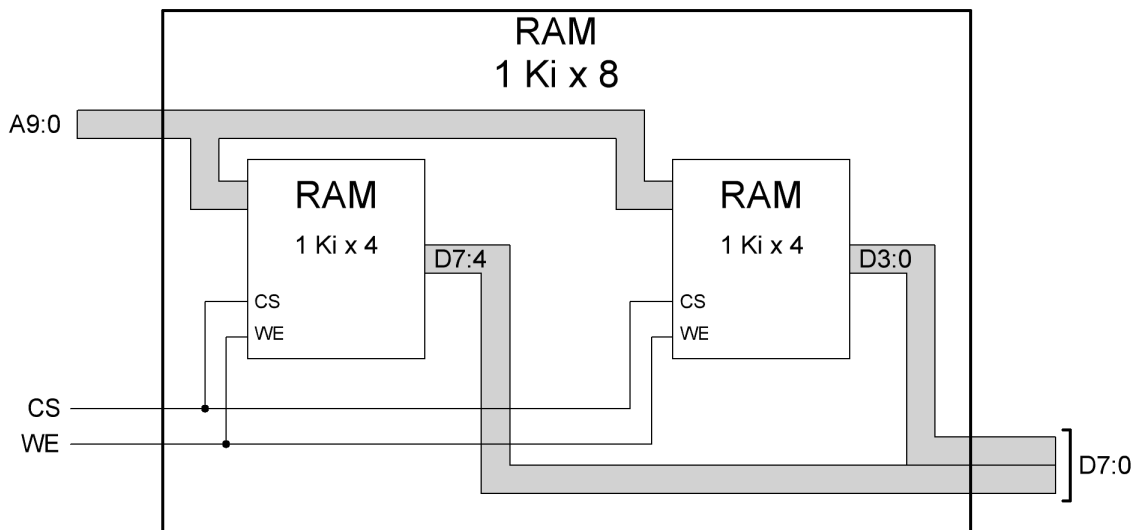 RAM
1 Ki x 8
A9:0
RAM
1 Ki x 4
D7:4
CS
WE
RAM
1 Ki x 4
D3:0
CS
WE
CS
WE
D7:0